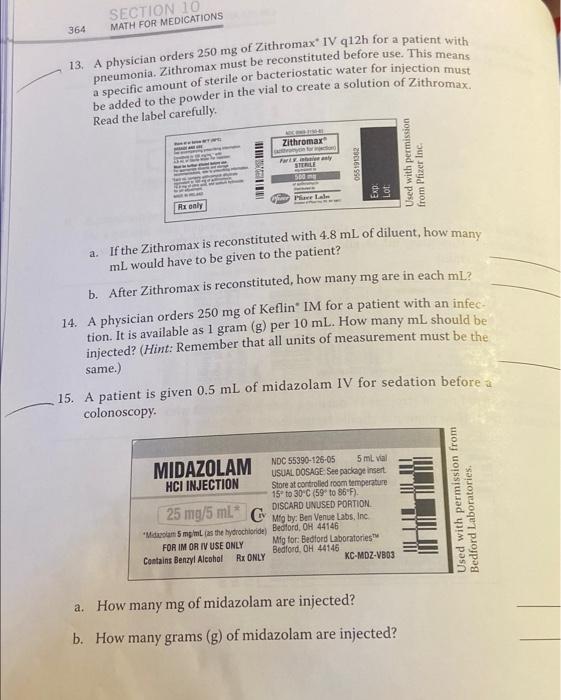 364
SECTION 10
MATH FOR MEDICATIONS
13. A physician orders 250 mg of Zithromax® IV q12h for a patient with
pneumonia. Zithromax must be reconstituted before use. This means
a specific amount of sterile or bacteriostatic water for injection must
be added to the powder in the vial to create a solution of Zithromax.
Read the label carefully.
Zithromax®
(azithromycin for injection)
For I.V. infusion only
STERILE
500 mg
Pfizer Pfizer Labs
Rx only
055191362
Exp.
Lot:
Used with permission
from Pfizer Inc.
a. If the Zithromax is reconstituted with 4.8 mL of diluent, how many
mL would have to be given to the patient?
b. After Zithromax is reconstituted, how many mg are in each mL?
14. A physician orders 250 mg of Keflin® IM for a patient with an infec-
tion. It is available as 1 gram (g) per 10 mL. How many mL should be
injected? (Hint: Remember that all units of measurement must be the
same.)
15. A patient is given 0.5 mL of midazolam IV for sedation before a
colonoscopy.
MIDAZOLAM
HCI INJECTION
25 mg/5 mL*
*Midazolam 5 mg/mL (as the hydrochloride)
FOR IM OR IV USE ONLY
Contains Benzyl Alcohol Rx ONLY
NDC 55390-126-05 5 mL vial
USUAL DOSAGE: See package insert.
Store at controlled room temperature
15° to 30°C (59° to 86°F).
DISCARD UNUSED PORTION.
Mfg by: Ben Venue Labs, Inc.
Bedford, OH 44146
Mfg for: Bedford Laboratories™
Bedford, OH 44146
KC-MDZ-VB03
Used with permission from
Bedford Laboratories.
a. How many mg of midazolam are injected?
b. How many grams (g) of midazolam are injected?